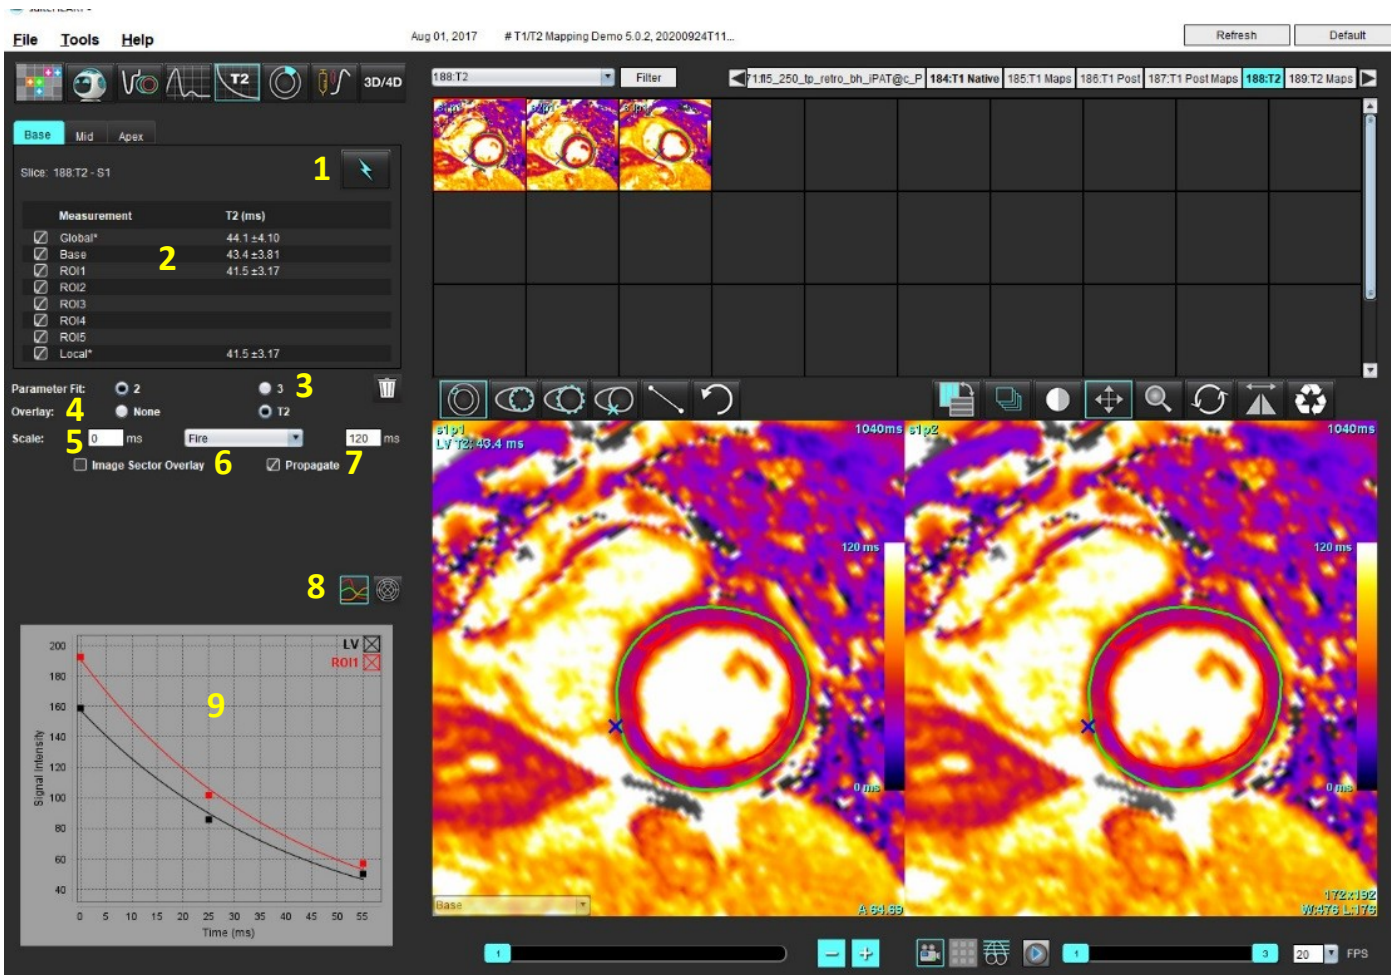 File Tools Help
Aug 01, 2017 # T1/T2 Mapping Demo 5.0.2, 20200924T11...
Refresh Default
T2 3D/4D
188:T2 Filter
71:fl5_250_tp_retro_bh_iPAT@c_P 184:T1 Native 185:T1 Maps 186:T1 Post 187:T1 Post Maps 188:T2 189:T2 Maps
Base Mid Apex
Slice: 188:T2 - S1
1
Measurement T2 (ms)
Global* 44.1 ±4.10
Base 43.4 ±3.81
2
ROI1 41.5 ±3.17
ROI2
ROI3
ROI4
ROI5
Local* 41.5 ±3.17
Parameter Fit: 2 3
3
Overlay: None T2
4
Scale: 0 ms Fire 120 ms
5
Image Sector Overlay Propagate
6 7
8
LV
ROI1
9
200
180
160
140
120
100
80
60
40
Signal Intensity
0 5 10 15 20 25 30 35 40 45 50 55
Time (ms)
s1p1 1040ms
LV T2: 43.4 ms
120 ms
0 ms
Base A 64.69
s1p2 1040ms
120 ms
0 ms
172x192
W:476 L:176
1 1 3 20 FPS